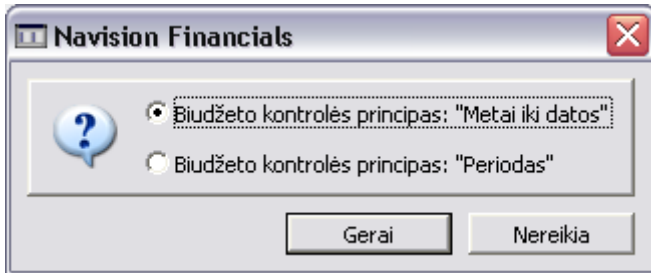 Navision Financials
Biudžeto kontrolės principas: "Metai iki datos"
Biudžeto kontrolės principas: "Periodas"
Gerai Nereikia